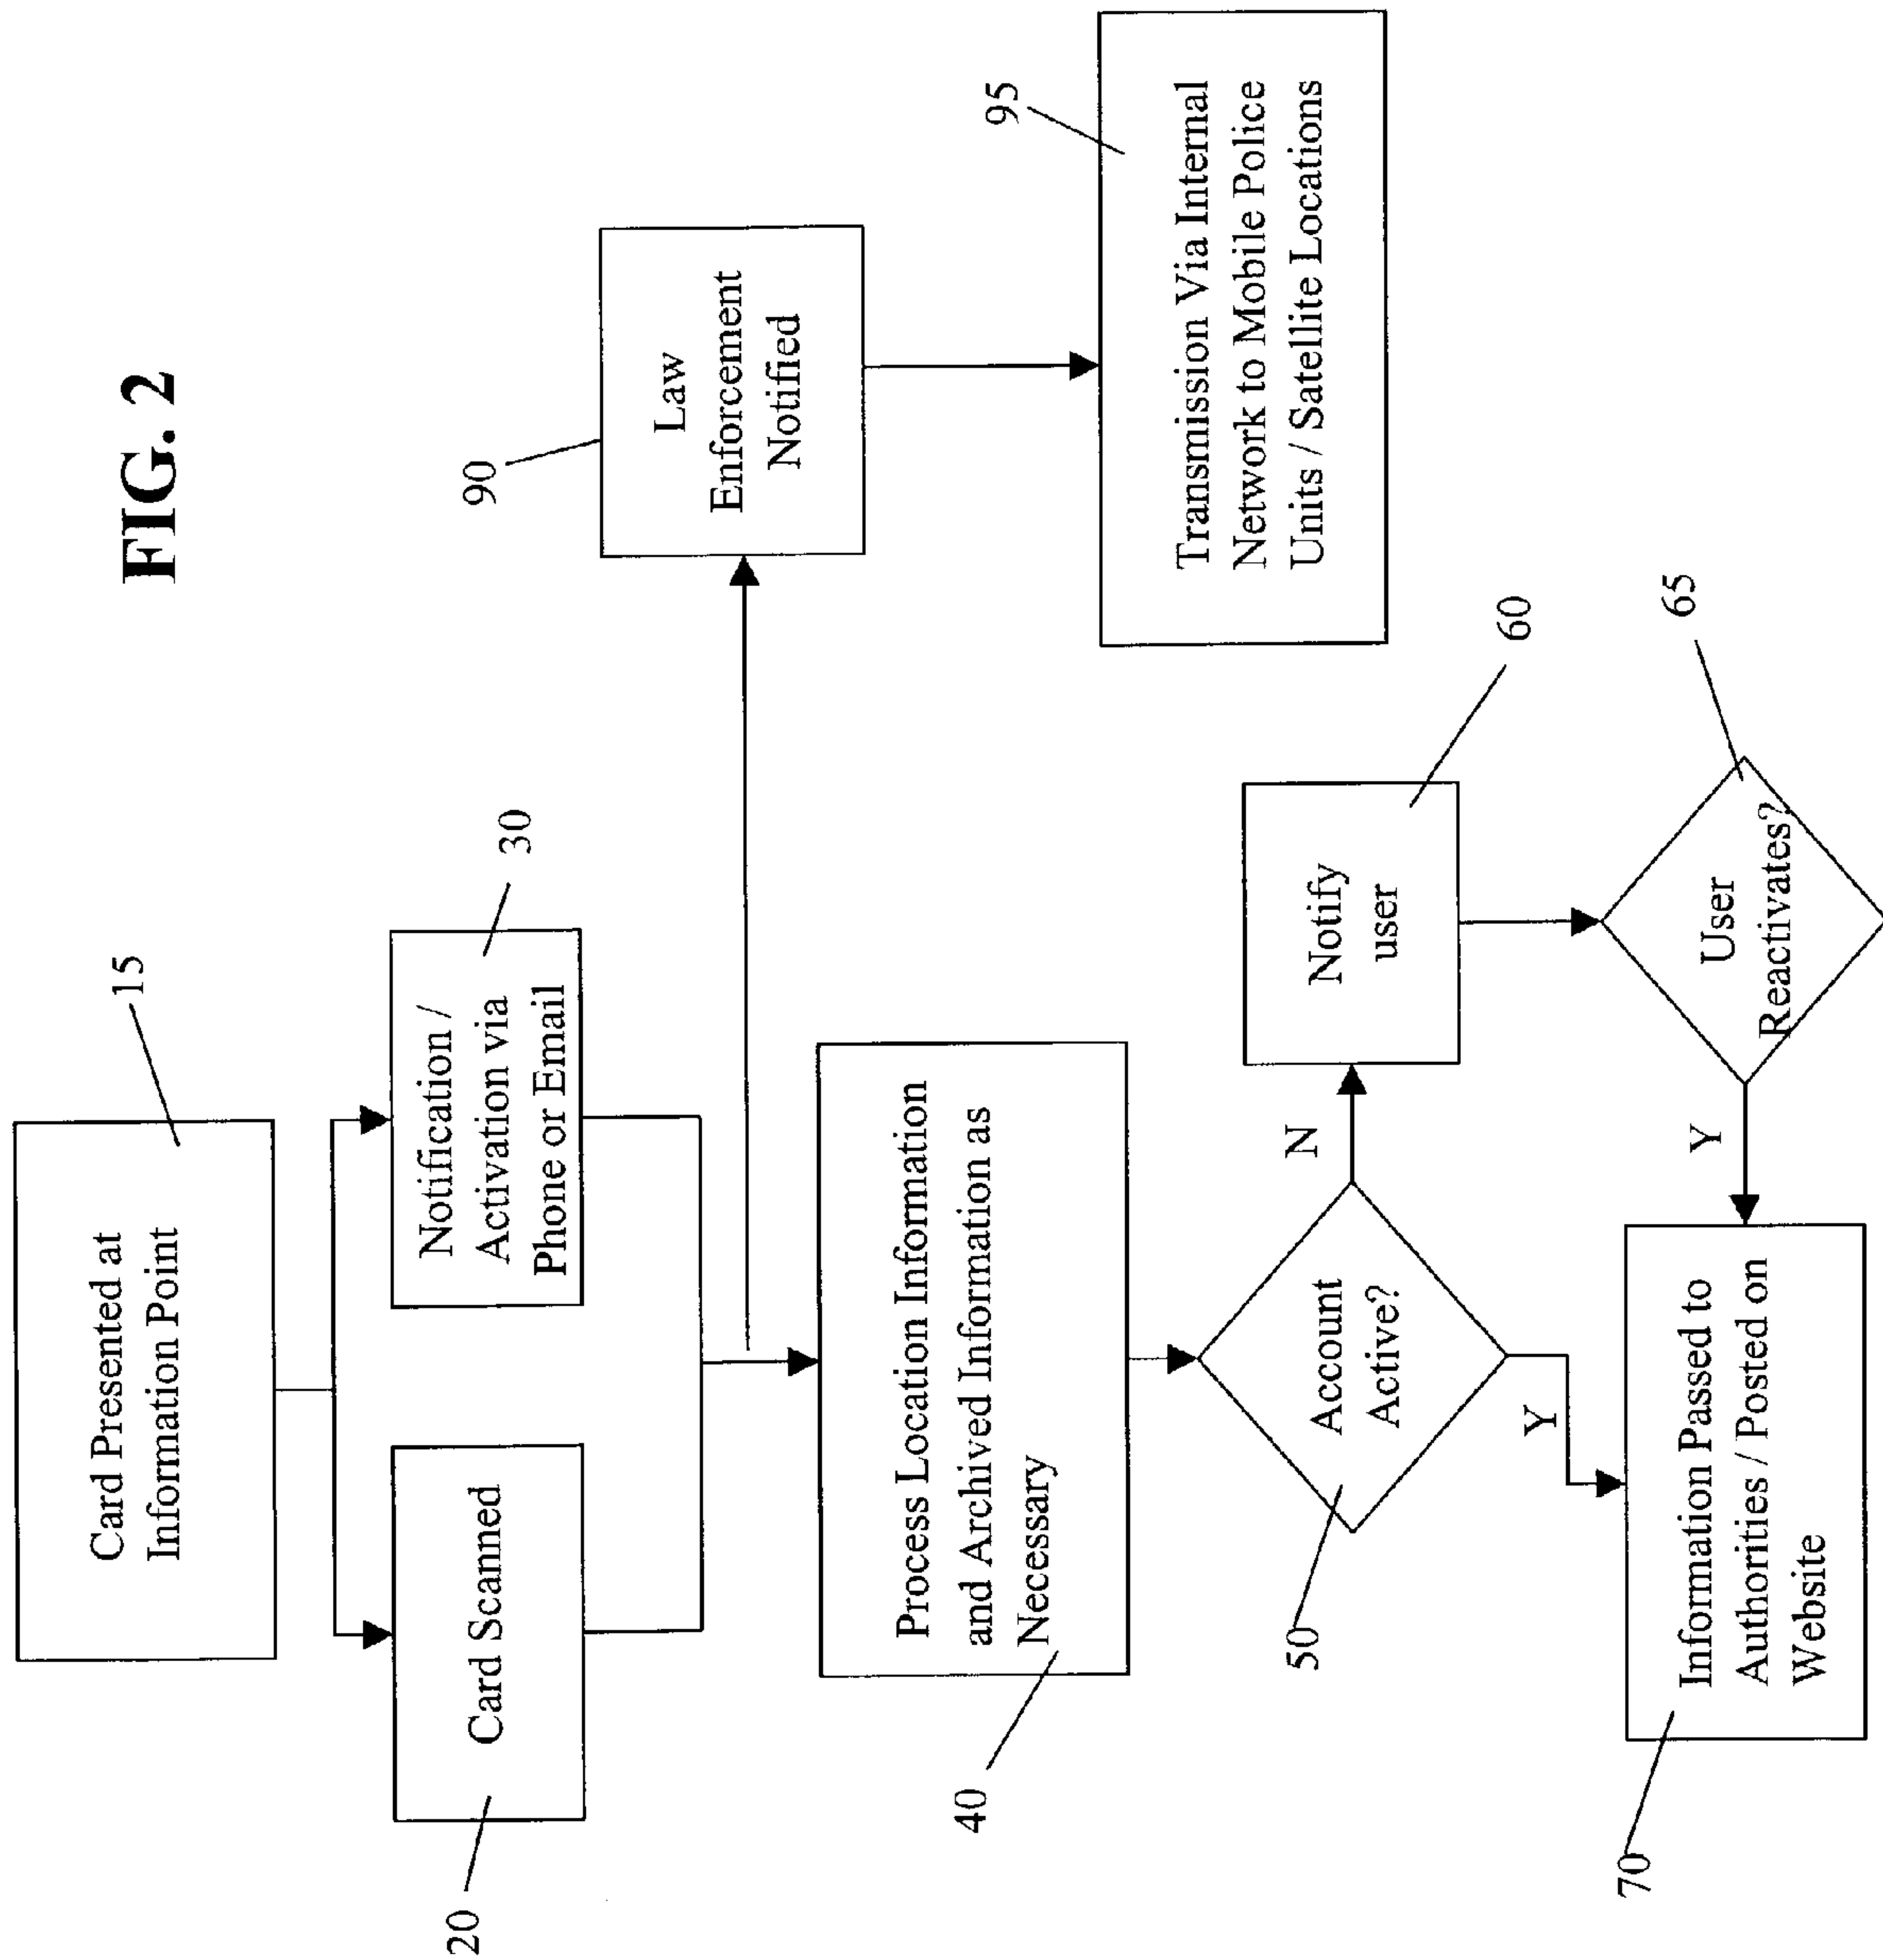 FIG. 2
15
Card Presented at
Information Point
20
Card Scanned
30
Notification /
Activation via
Phone or Email
90
Law
Enforcement
Notified
95
Transmission Via Internal
Network to Mobile Police
Units / Satellite Locations
40
Process Location Information
and Archived Information as
Necessary
50
Account
Active?
N
Y
60
Notify
user
65
User
Reactivates?
Y
70
Information Passed to
Authorities / Posted on
Website